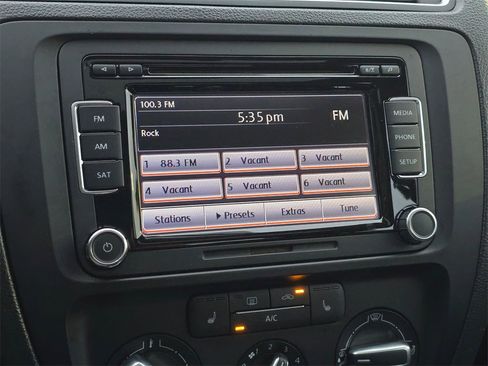 100.3 FM
5:35 pm FM
Rock
1 88.3 FM 2 Vacant 3 Vacant
4 Vacant 5 Vacant 6 Vacant
Stations Presets Extras Tune
FM
AM
SAT
MEDIA
PHONE
SETUP
A/C